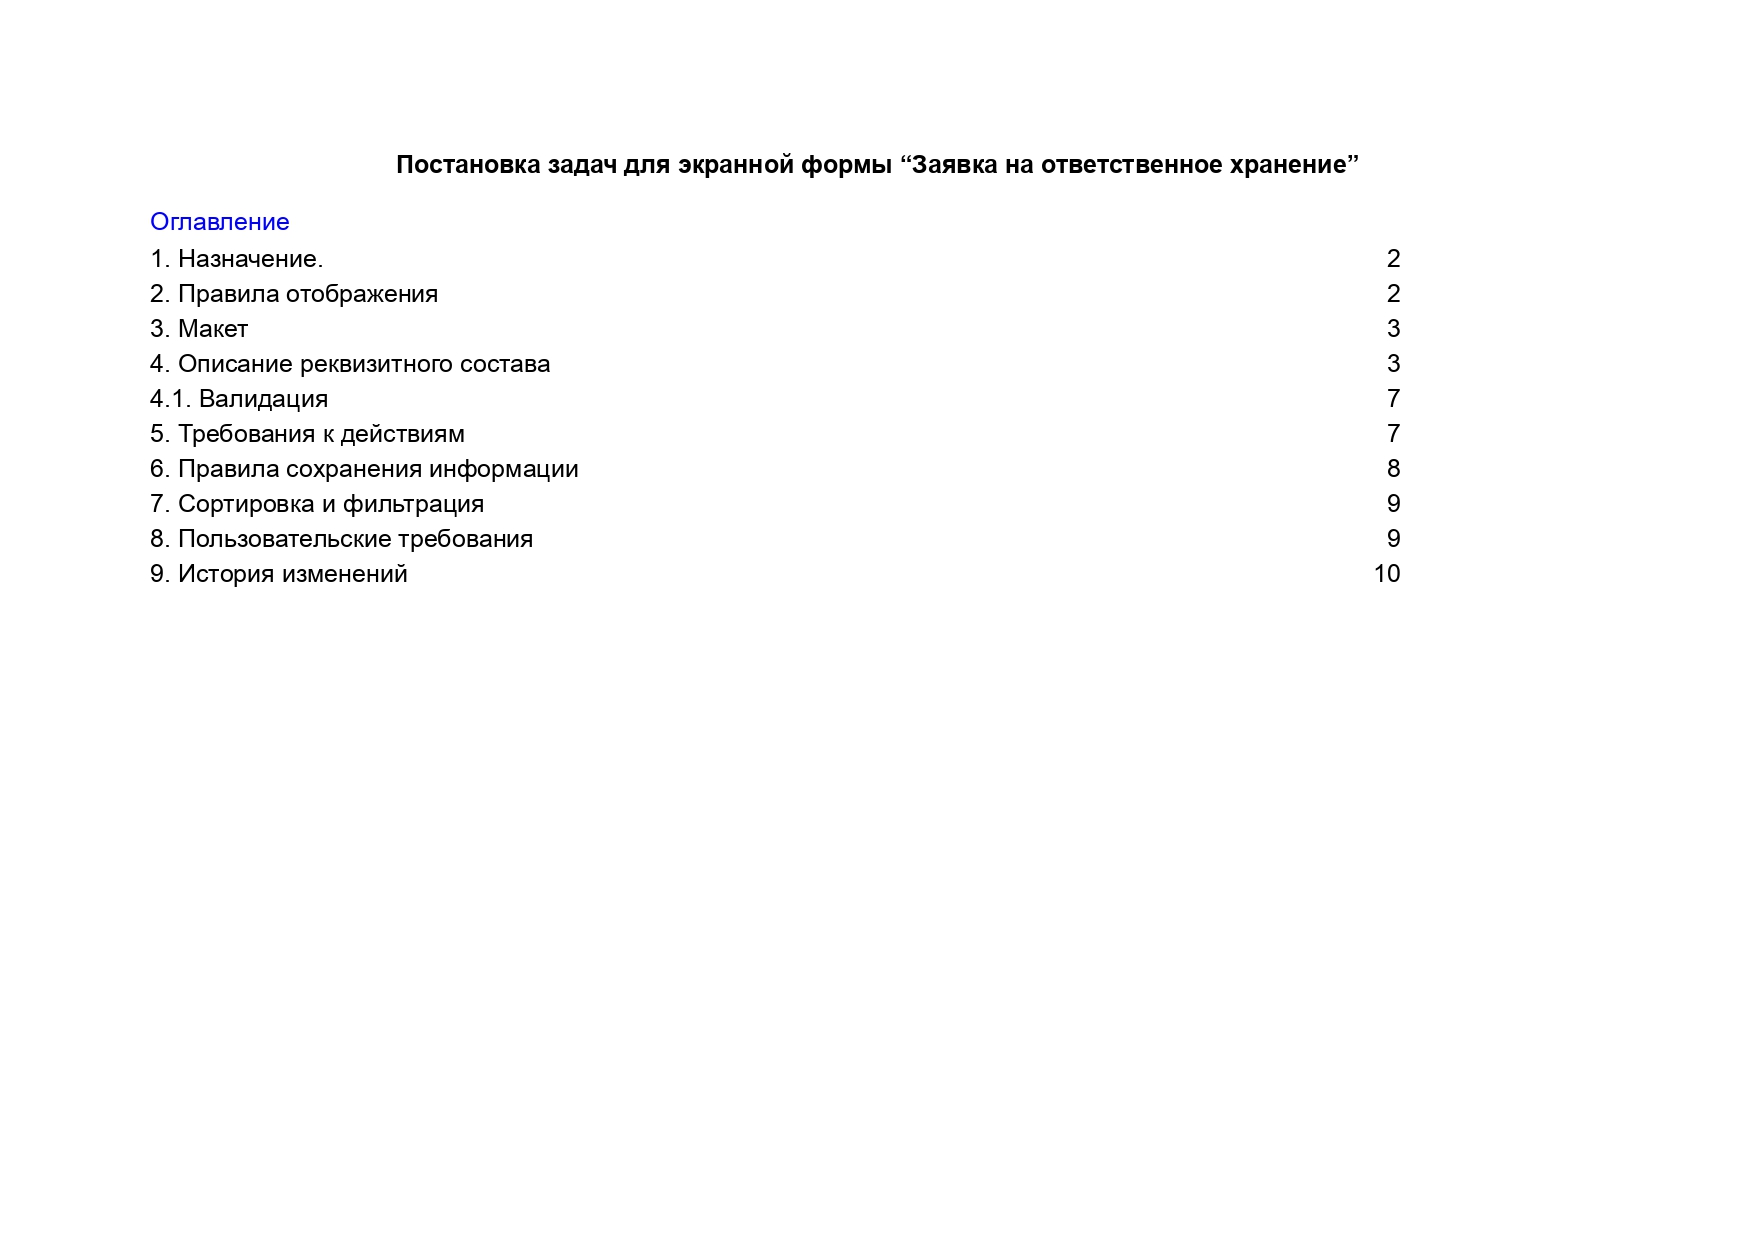 Постановка задач для экранной формы “Заявка на ответственное хранение”
Оглавление
1. Назначение. 2
2. Правила отображения 2
3. Макет 3
4. Описание реквизитного состава 3
4.1. Валидация 7
5. Требования к действиям 7
6. Правила сохранения информации 8
7. Сортировка и фильтрация 9
8. Пользовательские требования 9
9. История изменений 10